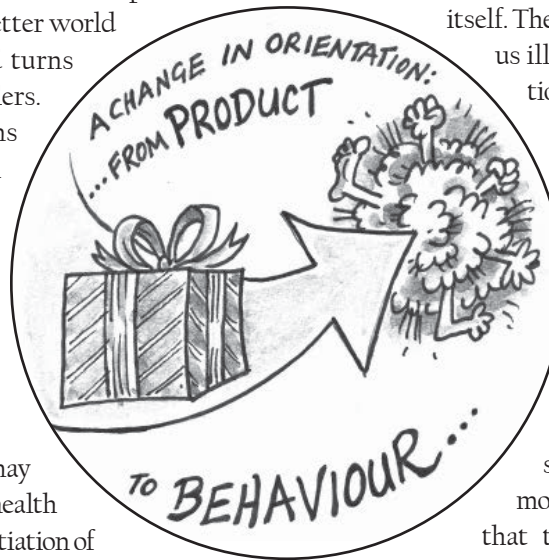 etter world
turns
ers.
ns
A CHANGE IN ORIENTATION:
...FROM PRODUCT
TO BEHAVIOUR...
health
tiation of
itself. The
us ill
tio
mo
that t